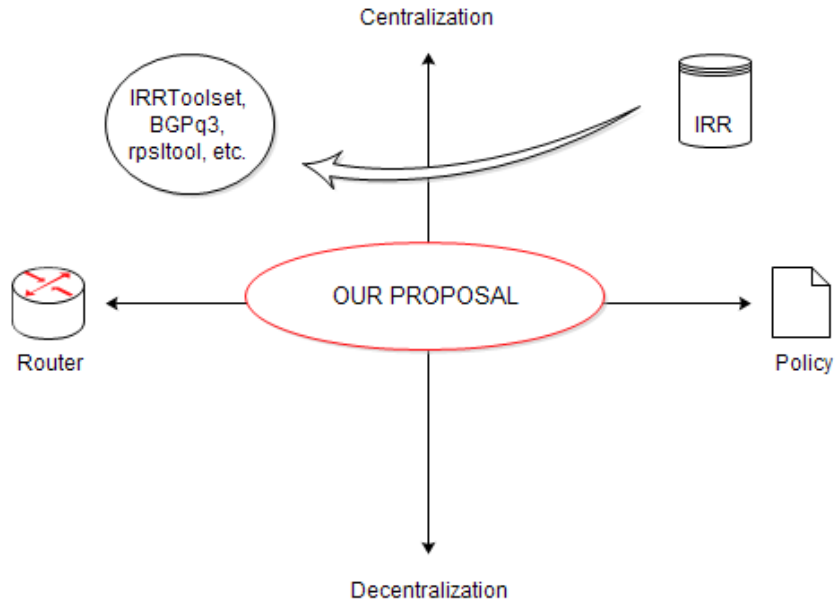 Centralization
IRRToolset,
BGPq3,
rpsltool, etc.
IRR
OUR PROPOSAL
Router
Policy
Decentralization